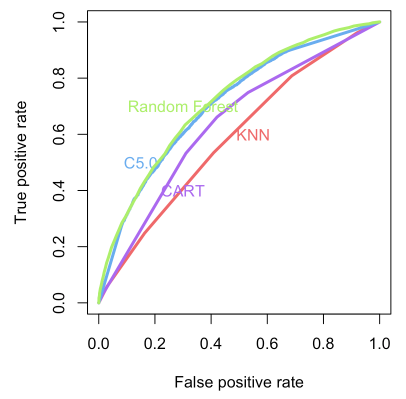 1.0
0.8
0.6
0.4
0.2
0.0
True positive rate
Random Forest
KNN
C5.0
CART
0.0 0.2 0.4 0.6 0.8 1.0
False positive rate